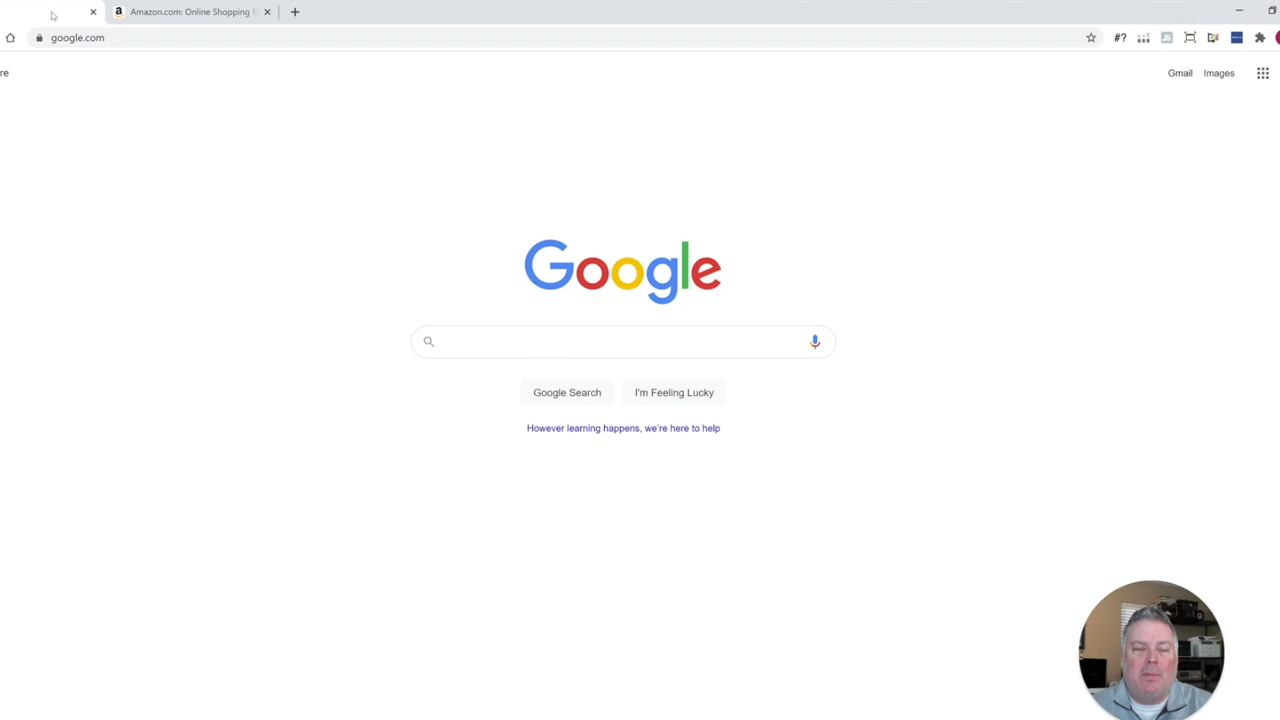 Amazon.com: Online Shopping f
google.com
#?
re
Gmail Images
Google
Google Search I'm Feeling Lucky
However learning happens, we're here to help